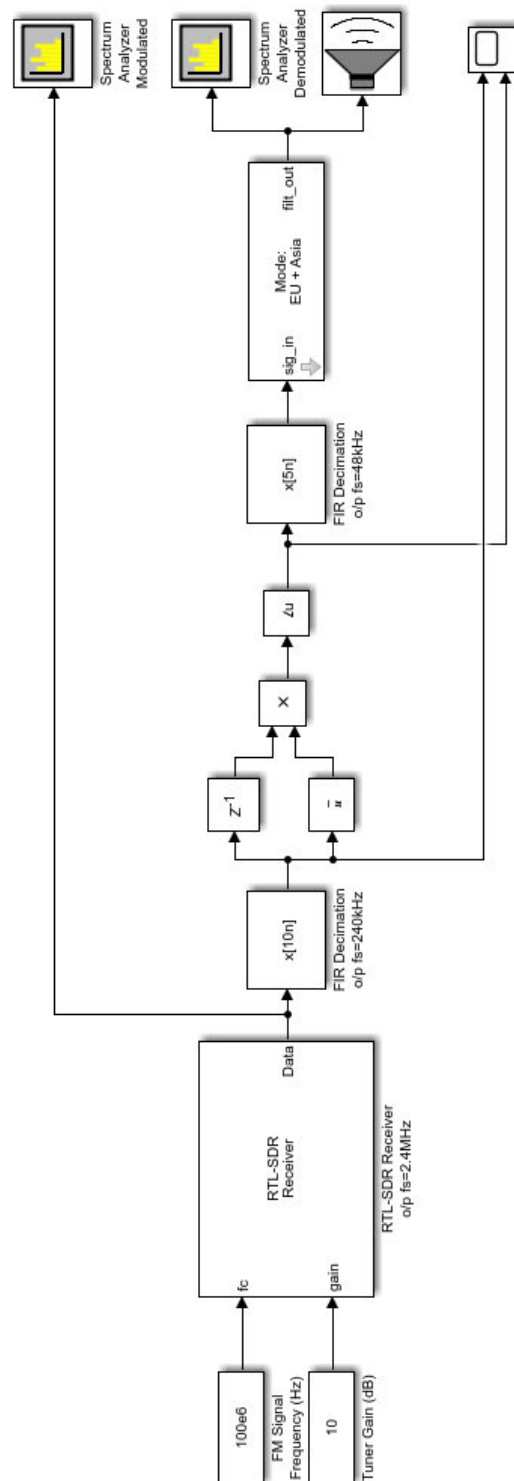 100e6
FM Signal
Frequency (Hz)
10
Tuner Gain (dB)
fc
gain
RTL-SDR
Receiver
Data
RTL-SDR Receiver
o/p fs=2.4MHz
x[10n]
FIR Decimation
o/p fs=240kHz
Z-1
ū
×
∠u
x[5n]
FIR Decimation
o/p fs=48kHz
sig_in
Mode:
EU + Asia
filt_out
Spectrum
Analyzer
Modulated
Spectrum
Analyzer
Demodulated